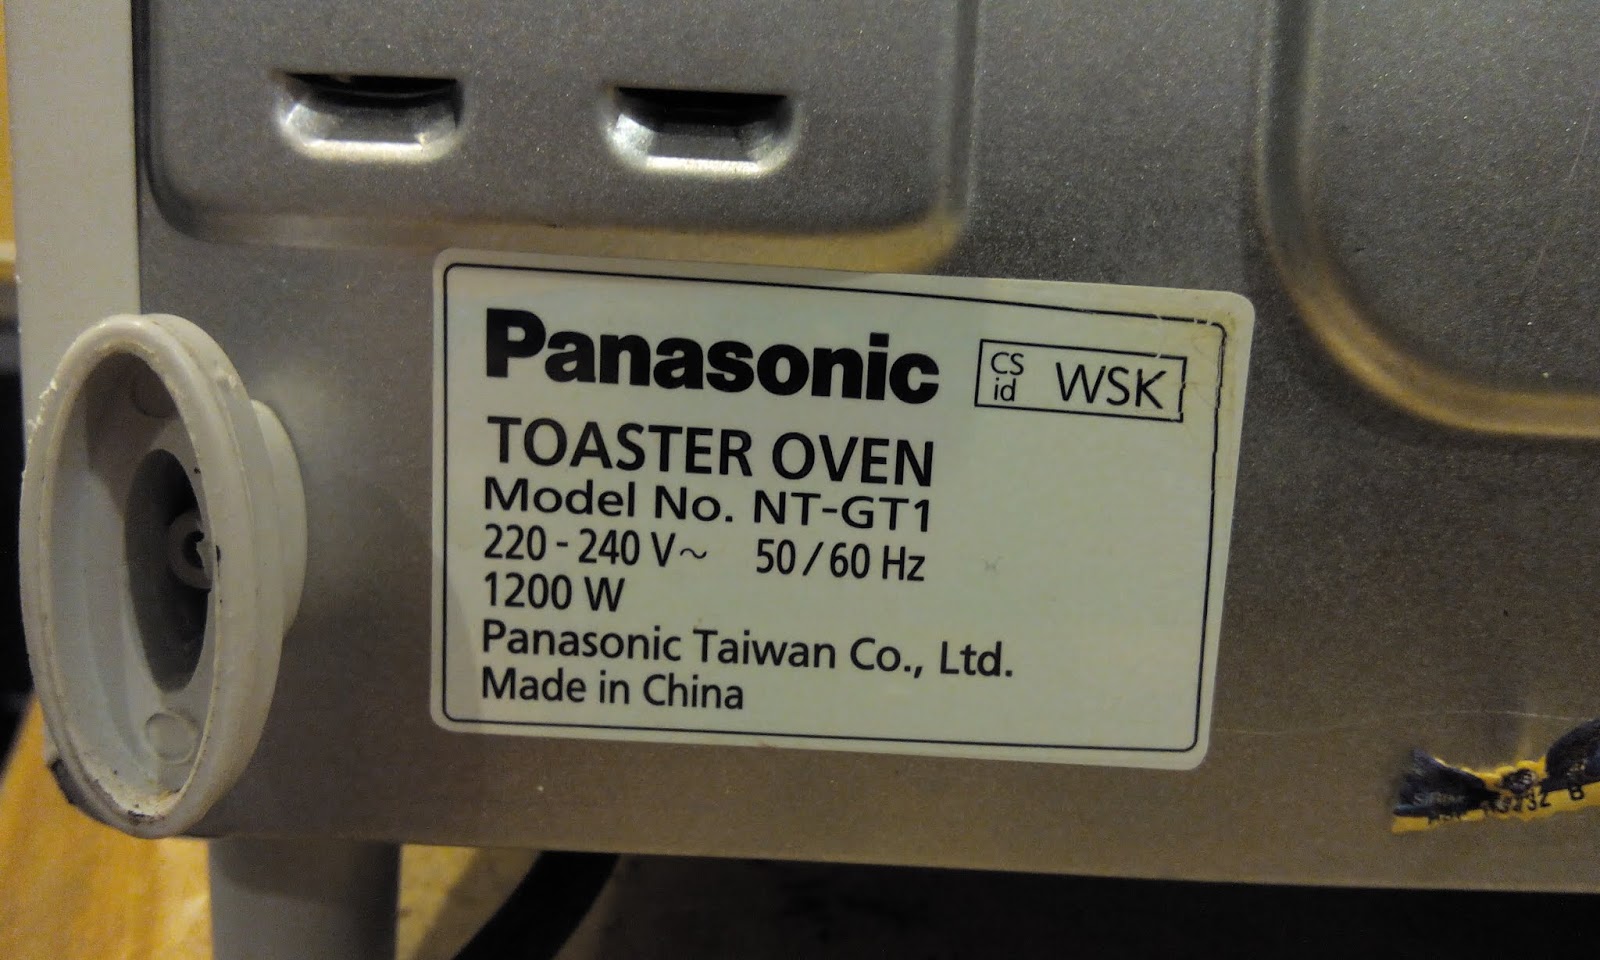 Panasonic
CS id WSK
TOASTER OVEN
Model No. NT-GT1
220 - 240 V~ 50 / 60 Hz
1200 W
Panasonic Taiwan Co., Ltd.
Made in China